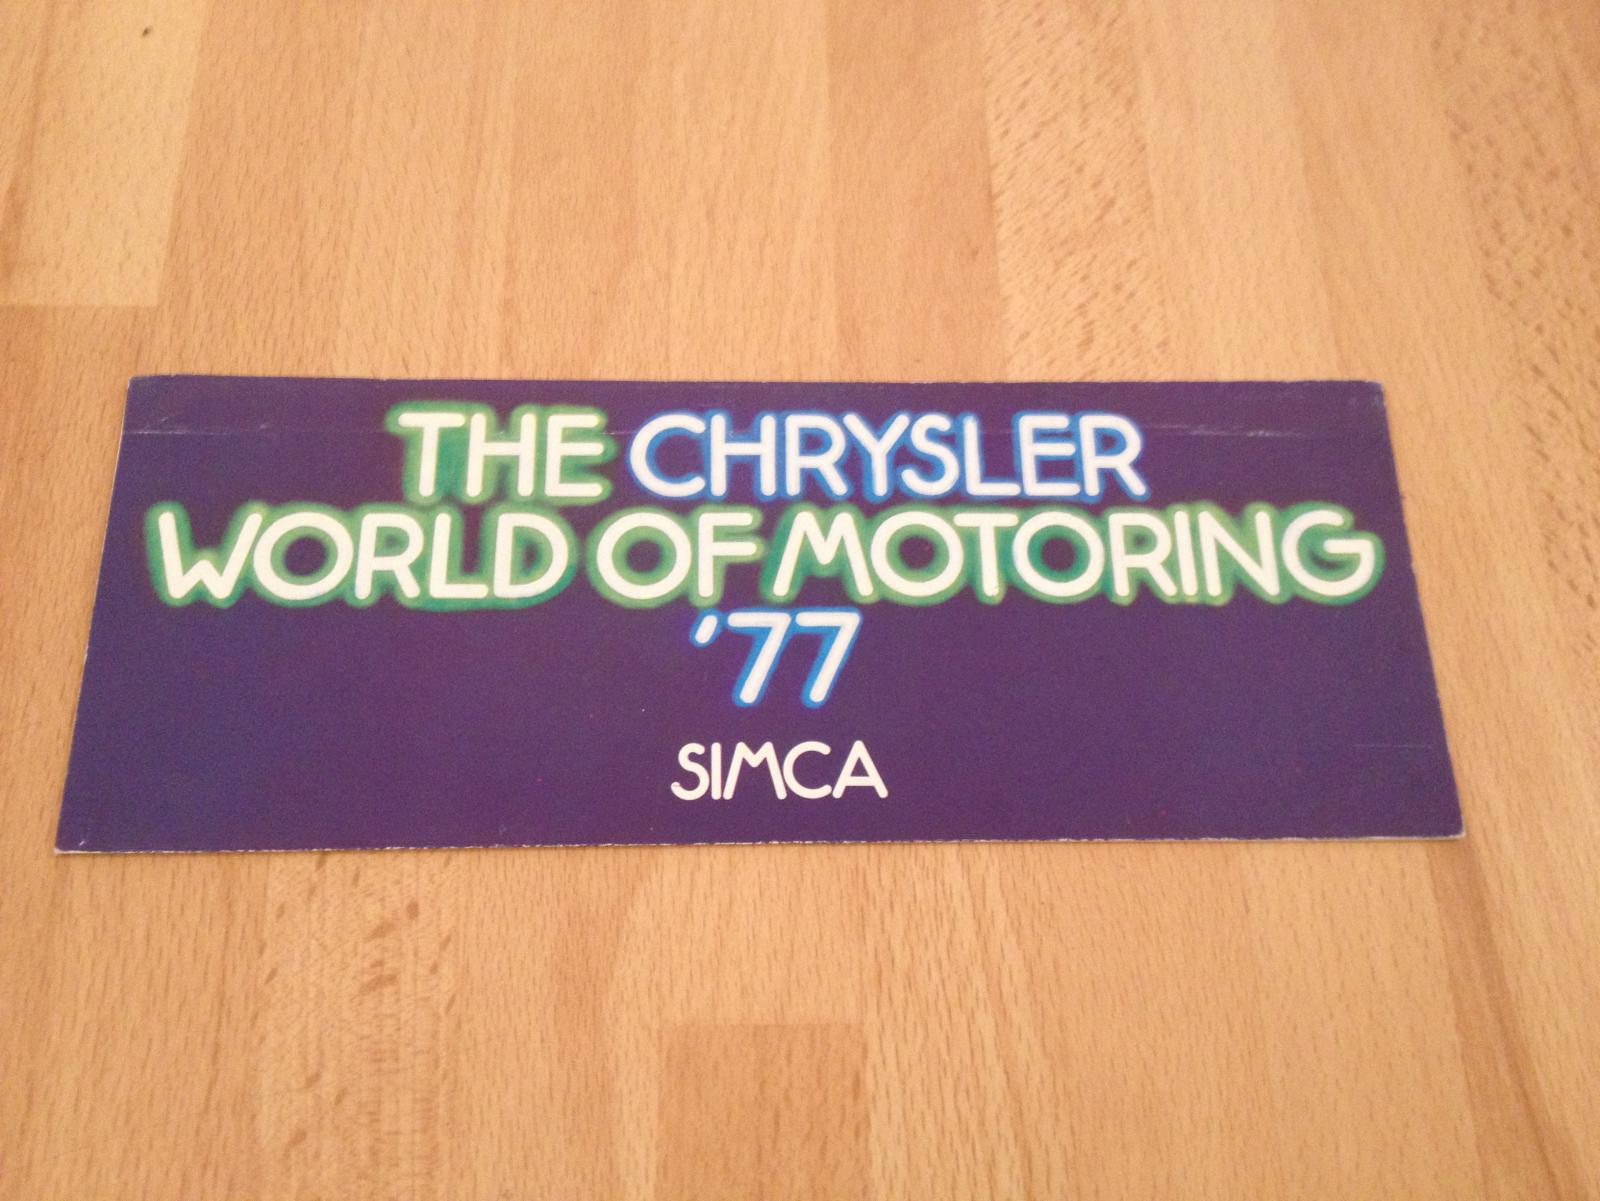 THE CHRYSLER
WORLD OF MOTORING
'77
SIMCA